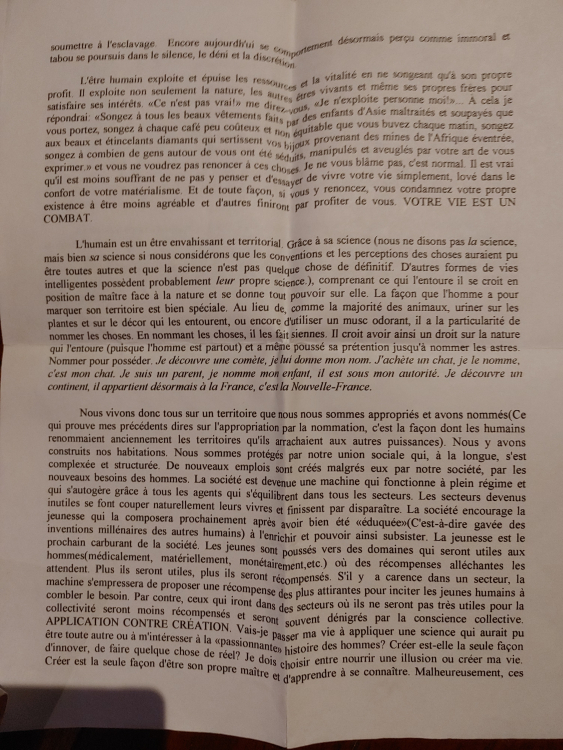 soumettre à l'esclavage. Encore aujourd'hui se comportement désormais perçu comme immoral et
tabou se poursuis dans le silence, le déni et la discrétion.
L'être humain exploite et épuise les ressources et la vitalité en ne songeant qu'à son propre
profit. Il exploite non seulement la nature, les autres êtres vivants et même ses propres frères pour
satisfaire ses intérêts. «Ce n'est pas vrai!» me direz-vous, «Je n'exploite personne moi!»... A cela je
répondrai: «Songez à tous les beaux vêtements faits par des enfants d'Asie maltraités et soupayés que
vous portez, songez à chaque café peu coûteux et non équitable que vous buvez chaque matin, songez
aux beaux et étincelants diamants qui sertissent vos bijoux provenant des mines de l'Afrique éventrée,
songez à combien de gens autour de vous ont été séduits, manipulés et aveuglés par votre art de vous
exprimer.» et vous ne voudrez pas renoncer à ces choses. Je ne vous blâme pas, c'est normal. Il est vrai
qu'il est moins souffrant de ne pas y penser et d'essayer de vivre votre vie simplement, lové dans le
confort de votre matérialisme. Et de toute façon, si vous y renoncez, vous condamnez votre propre
existence à être moins agréable et d'autres finiront par profiter de vous. VOTRE VIE EST UN
COMBAT.
L'humain est un être envahissant et territorial. Grâce à sa science (nous ne disons pas la science,
mais bien sa science si nous considérons que les conventions et les perceptions des choses auraient pu
être toutes autres et que la science n'est pas quelque chose de définitif. D'autres formes de vies
intelligentes possèdent probablement leur propre science.), comprenant ce qui l'entoure il se croit en
position de maître face à la nature et se donne tout pouvoir sur elle. La façon que l'homme a pour
marquer son territoire est bien spéciale. Au lieu de, comme la majorité des animaux, uriner sur les
plantes et sur le décor qui les entourent, ou encore d'utiliser un musc odorant, il a la particularité de
nommer les choses. En nommant les choses, il les fait siennes. Il croit avoir ainsi un droit sur la nature
qui l'entoure (puisque l'homme est partout) et a même poussé sa prétention jusqu'à nommer les astres.
Nommer pour posséder. Je découvre une comète, je lui donne mon nom. J'achète un chat, je le nomme,
c'est mon chat. Je suis un parent, je nomme mon enfant, il est sous mon autorité. Je découvre un
continent, il appartient désormais à la France, c'est la Nouvelle-France.
Nous vivons donc tous sur un territoire que nous nous sommes appropriés et avons nommés(Ce
qui prouve mes précédents dires sur l'appropriation par la nommation, c'est la façon dont les humains
renommaient anciennement les territoires qu'ils arrachaient aux autres puissances). Nous y avons
construits nos habitations. Nous sommes protégés par notre union sociale qui, à la longue, s'est
complexée et structurée. De nouveaux emplois sont créés malgrés eux par notre société, par les
nouveaux besoins des hommes. La société est devenue une machine qui fonctionne à plein régime et
qui s'autogère grâce à tous les agents qui s'équilibrent dans tous les secteurs. Les secteurs devenus
inutiles se font couper naturellement leurs vivres et finissent par disparaître. La société encourage la
jeunesse qui la composera prochainement après avoir bien été «éduquée»(C'est-à-dire gavée des
inventions millénaires des autres humains) à l'enrichir et pouvoir ainsi subsister. La jeunesse est le
prochain carburant de la société. Les jeunes sont poussés vers des domaines qui seront utiles aux
hommes(médicalement, matériellement, monétairement,etc.) où des récompenses alléchantes les
attendent. Plus ils seront utiles, plus ils seront récompensés. S'il y a carence dans un secteur, la
machine s'empressera de proposer une récompense des plus attirantes pour inciter les jeunes humains à
combler le besoin. Par contre, ceux qui iront dans des secteurs où ils ne seront pas très utiles pour la
collectivité seront moins récompensés et seront souvent dénigrés par la conscience collective.
APPLICATION CONTRE CRÉATION. Vais-je passer ma vie à appliquer une science qui aurait pu
être toute autre ou à m'intéresser à la «passionnante» histoire des hommes? Créer est-elle la seule façon
d'innover, de faire quelque chose de réel? Je dois choisir entre nourrir une illusion ou créer ma vie.
Créer est la seule façon d'être son propre maître et d'apprendre à se connaître. Malheureusement, ces